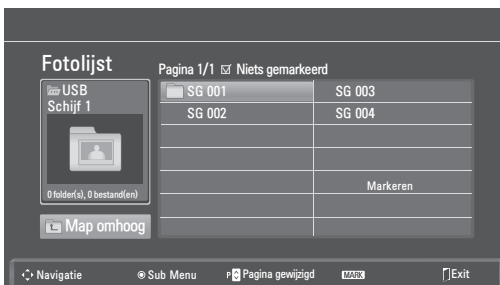 Fotolijst
Pagina 1/1 Niets gemarkeerd
USB
Schijf 1
0 folder(s), 0 bestand(en)
Map omhoog
SG 001 SG 003
SG 002 SG 004
Markeren
Navigatie Sub Menu P Pagina gewijzigd MARK Exit